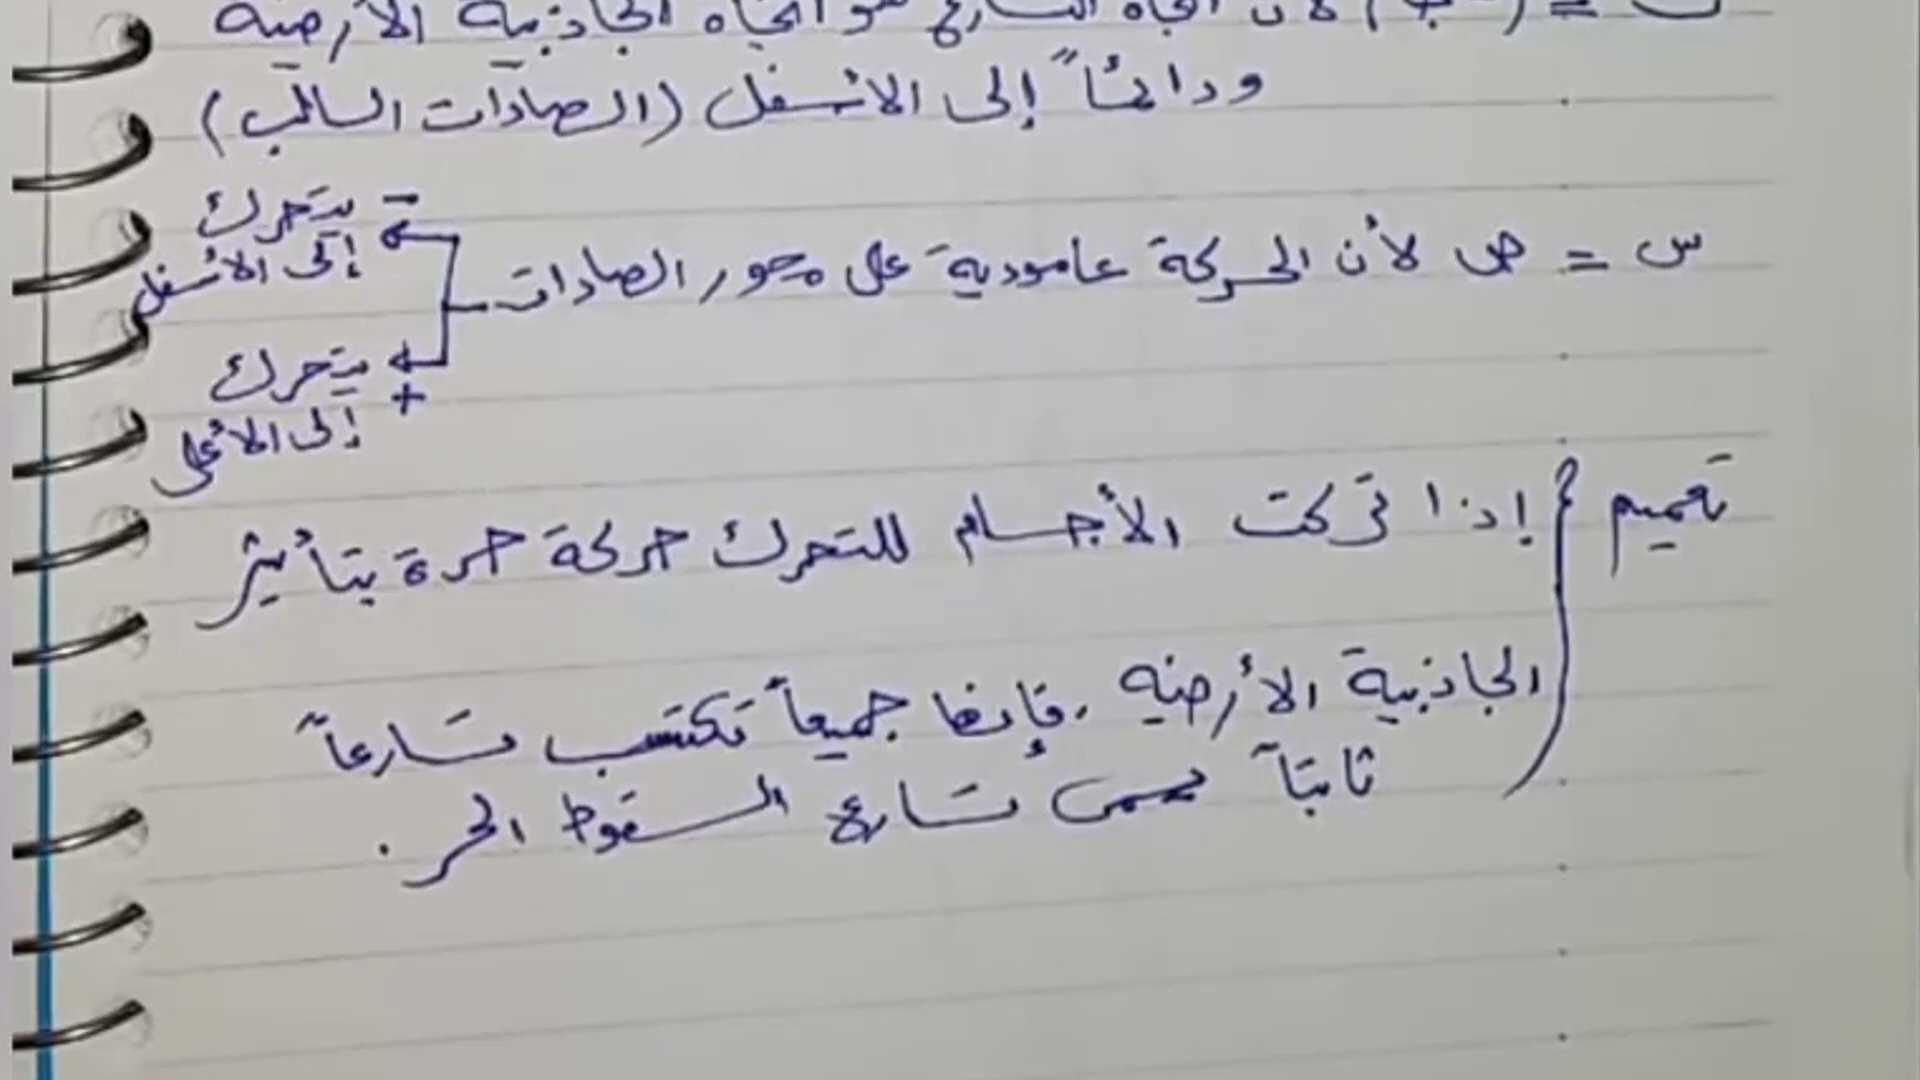 لأن اتجاه التسارع هو اتجاه الجاذبية الأرضية
ودائماً إلى الأسفل (الصادات السالب)
س = ص لأن الحركة عامودية على محور الصادات
- يتحرك
إلى الأسفل
يتحرك
+
إلى الأعلى
تعميم إذا تركت الأجسام للتحرك حركة حرة بتأثير
الجاذبية الأرضيه , فإنها جميعاً تكتسب تسارعاً
ثابتاً يسمى تسارع السقوط الحر .